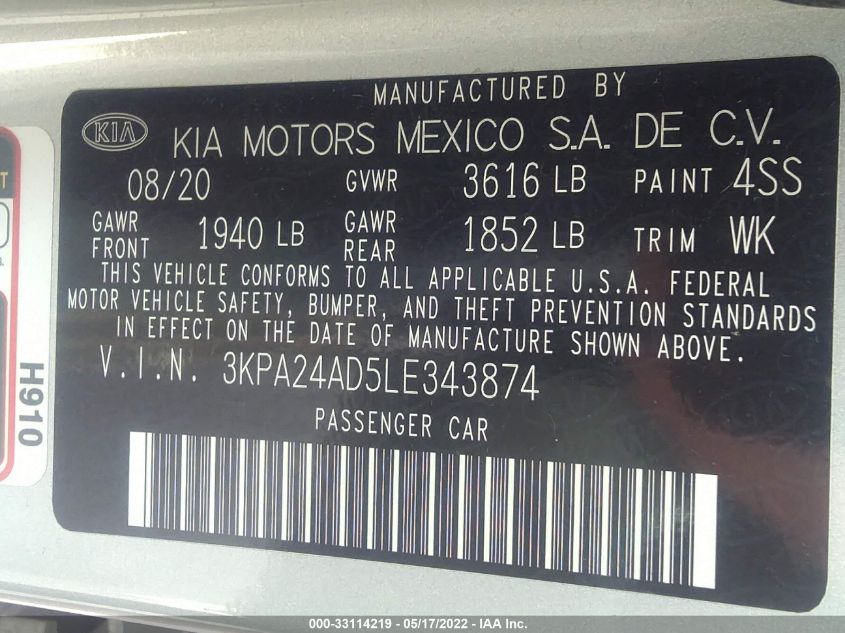 MANUFACTURED BY
KIA KIA MOTORS MEXICO S.A. DE C.V.
08/20 GVWR 3616 LB PAINT 4SS
GAWR FRONT 1940 LB GAWR REAR 1852 LB TRIM WK
THIS VEHICLE CONFORMS TO ALL APPLICABLE U.S.A. FEDERAL
MOTOR VEHICLE SAFETY, BUMPER, AND THEFT PREVENTION STANDARDS
IN EFFECT ON THE DATE OF MANUFACTURE SHOWN ABOVE.
V.I.N. 3KPA24AD5LE343874
PASSENGER CAR
H910
000-33114219 - 05/17/2022 - IAA Inc.